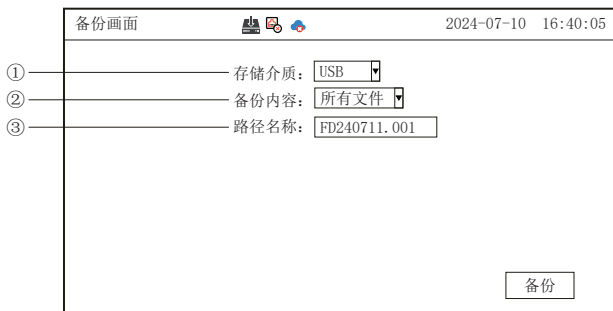 备份画面 2024-07-10 16:40:05
① 存储介质： USB
② 备份内容： 所有文件
③ 路径名称： FD240711.001
备份